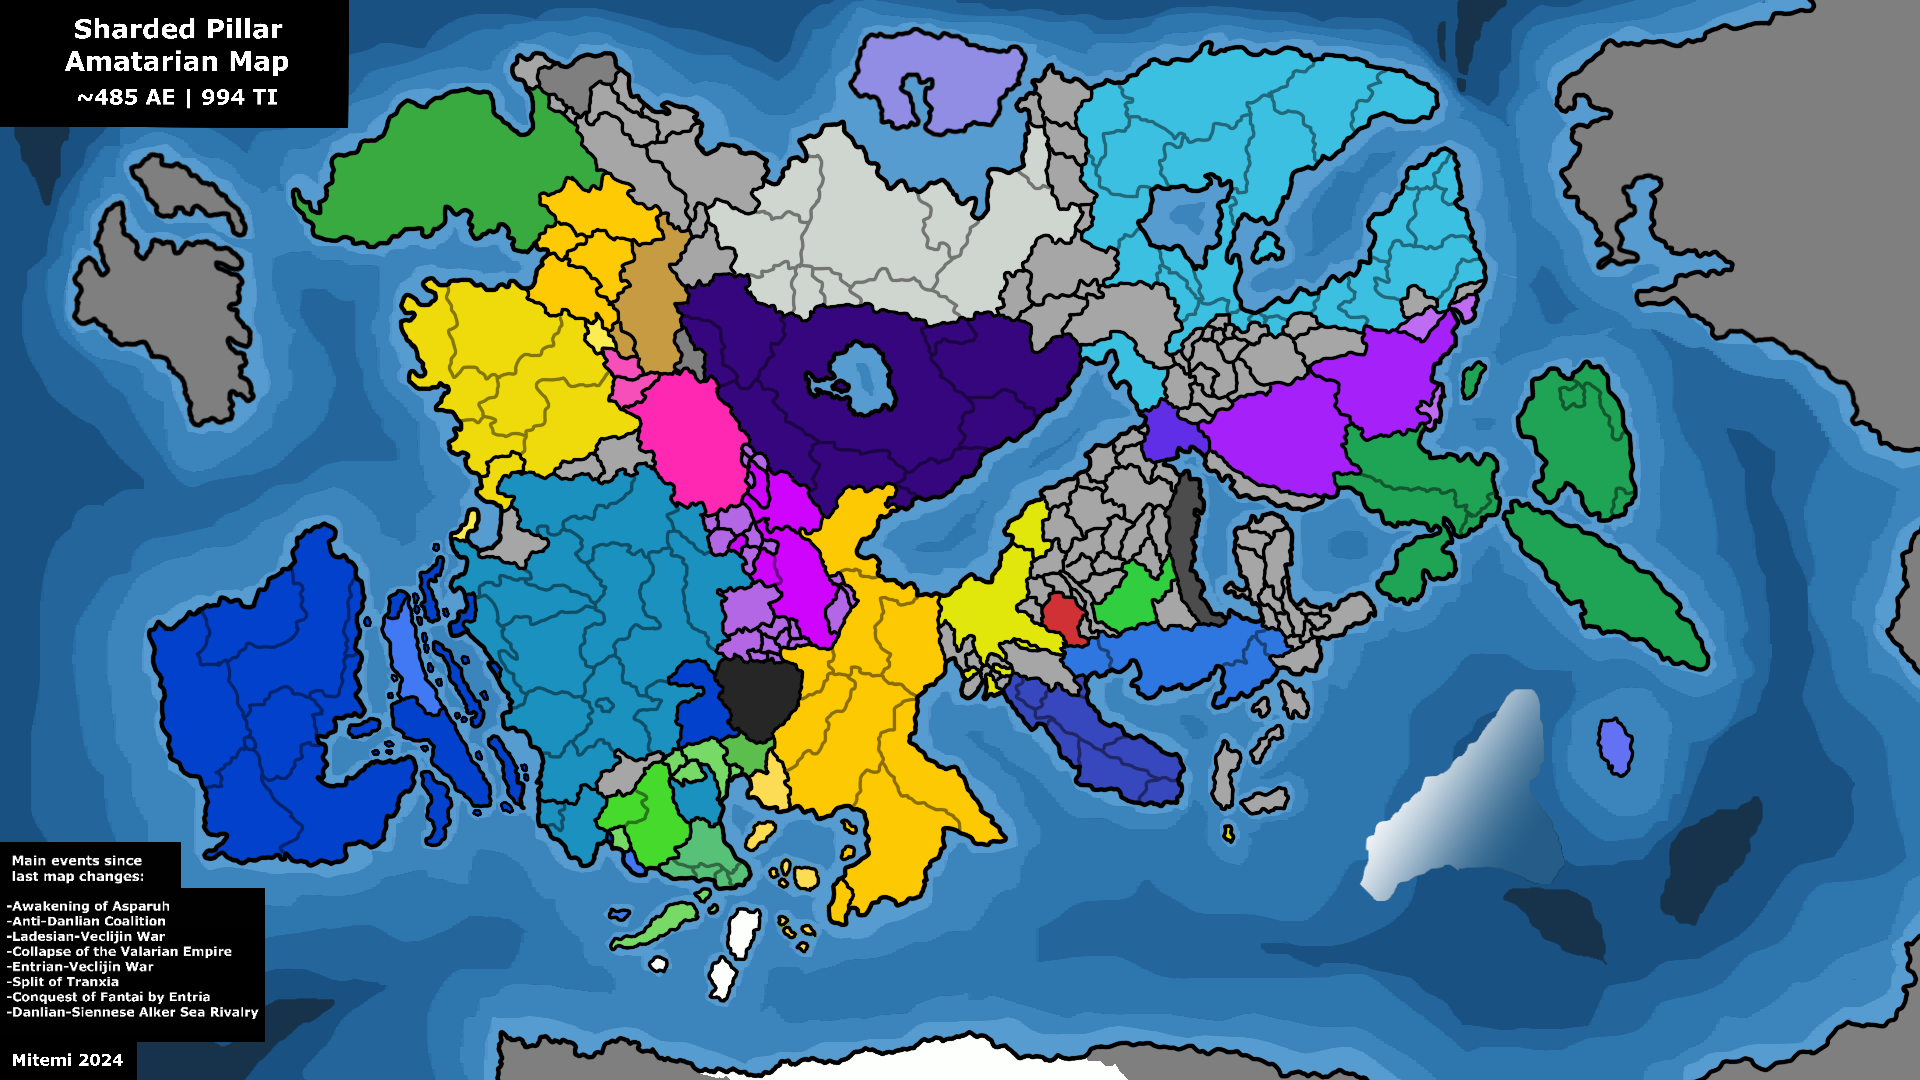 Sharded Pillar
Amatarian Map
~485 AE | 994 TI
Main events since
last map changes:
-Awakening of Asparuh
-Anti-Danlian Coalition
-Ladesian-Veclijin War
-Collapse of the Valarian Empire
-Entrian-Veclijin War
-Split of Tranxia
-Conquest of Fantai by Entria
-Danlian-Siennese Alker Sea Rivalry
Mitemi 2024